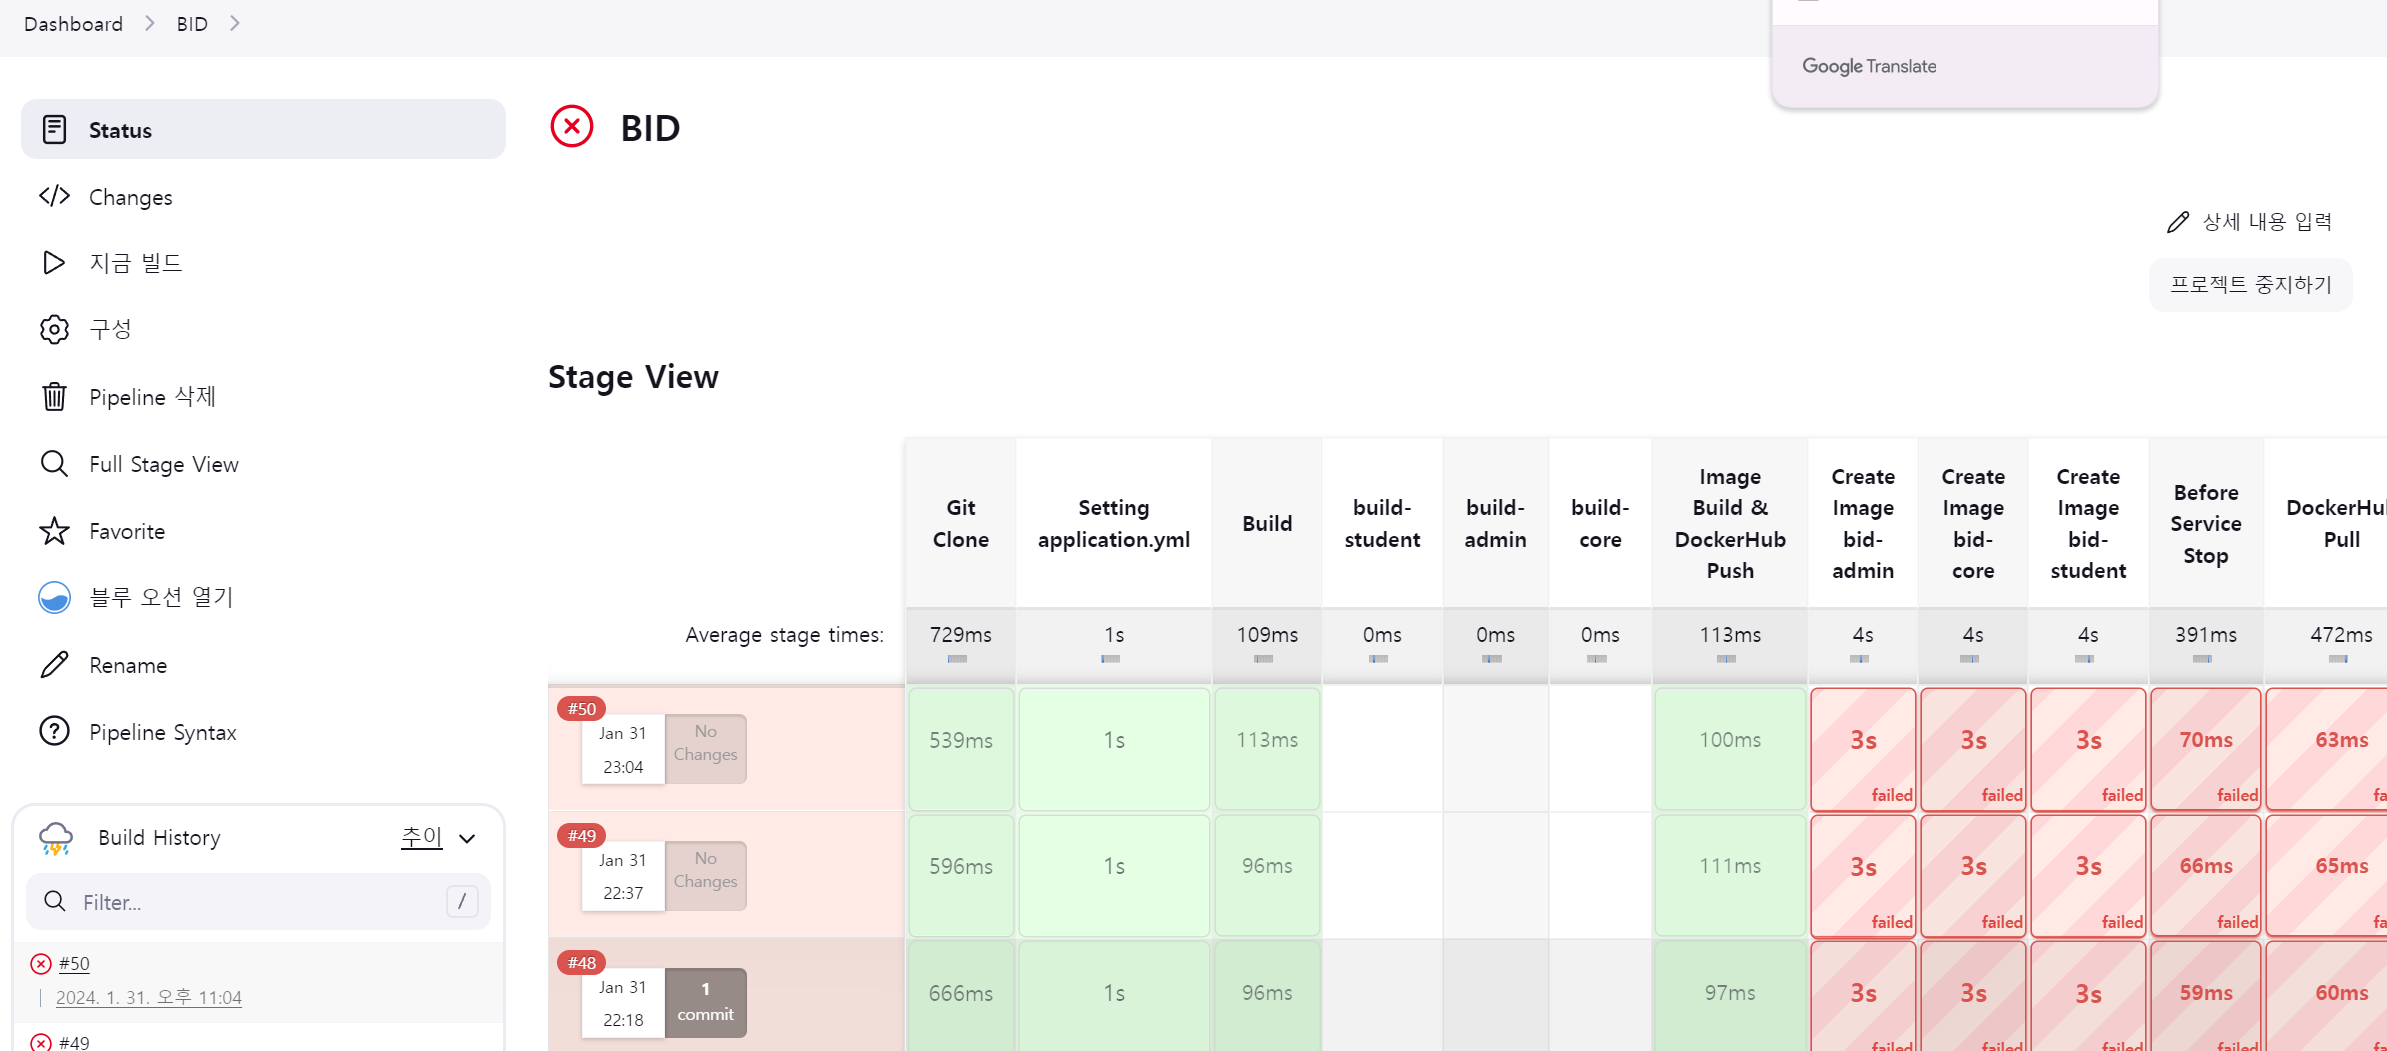 Dashboard
BID
Google Translate
Status
BID
Changes
상세 내용 입력
지금 빌드
프로젝트 중지하기
구성
Stage View
Pipeline 삭제
Full Stage View
Favorite
블루 오션 열기
Rename
Pipeline Syntax
Git
Clone
Setting
application.yml
Build
build-
student
build-
admin
build-
core
Image
Build &
DockerHub
Push
Create
Image
bid-
admin
Create
Image
bid-
core
Create
Image
bid-
student
Before
Service
Stop
DockerHu
Pull
Average stage times:
729ms
1s
109ms
0ms
0ms
0ms
113ms
4s
4s
4s
391ms
472ms
#50
Jan 31
23:04
No
Changes
539ms
1s
113ms
100ms
3s
failed
3s
failed
3s
failed
70ms
failed
63ms
fa
#49
Jan 31
22:37
No
Changes
596ms
1s
96ms
111ms
3s
failed
3s
failed
3s
failed
66ms
failed
65ms
fa
#48
Jan 31
22:18
1
commit
666ms
1s
96ms
97ms
3s
failed
3s
failed
3s
failed
59ms
failed
60ms
fa
Build History
추이
Filter...
/
#50
2024. 1. 31. 오후 11:04
#49